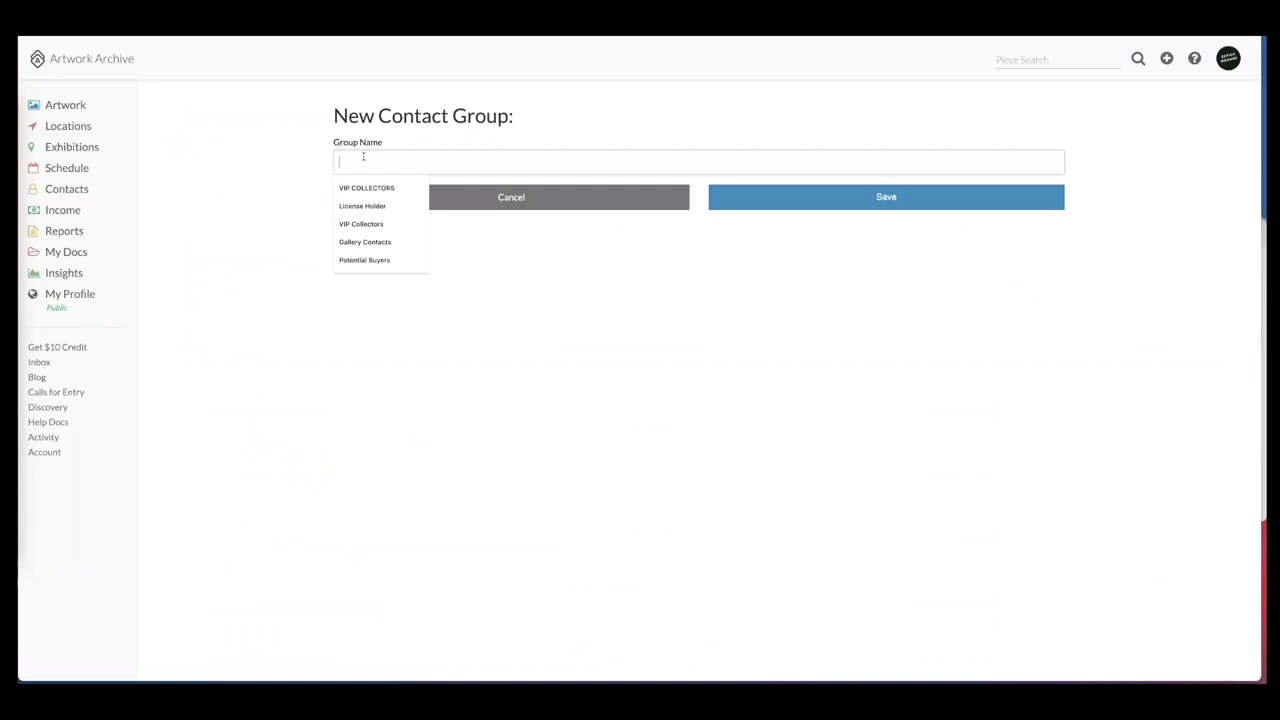 Artwork Archive
Piece Search
Artwork
Locations
Exhibitions
Schedule
Contacts
Income
Reports
My Docs
Insights
My Profile
Public
Get $10 Credit
Inbox
Blog
Calls for Entry
Discovery
Help Docs
Activity
Account
New Contact Group:
Group Name
VIP COLLECTORS
License Holder
VIP Collectors
Gallery Contacts
Potential Buyers
Cancel
Save